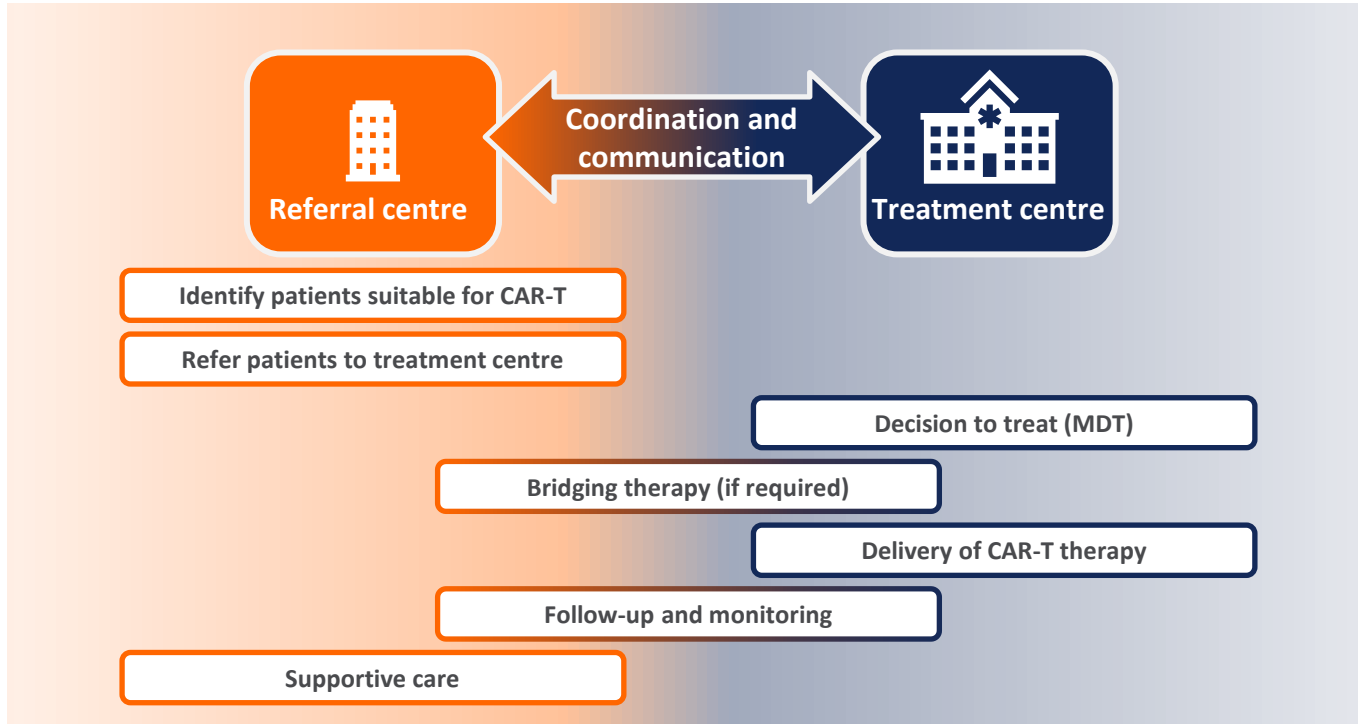 Coordination and
communication
Referral centre
Treatment centre
Identify patients suitable for CAR-T
Refer patients to treatment centre
Decision to treat (MDT)
Bridging therapy (if required)
Delivery of CAR-T therapy
Follow-up and monitoring
Supportive care